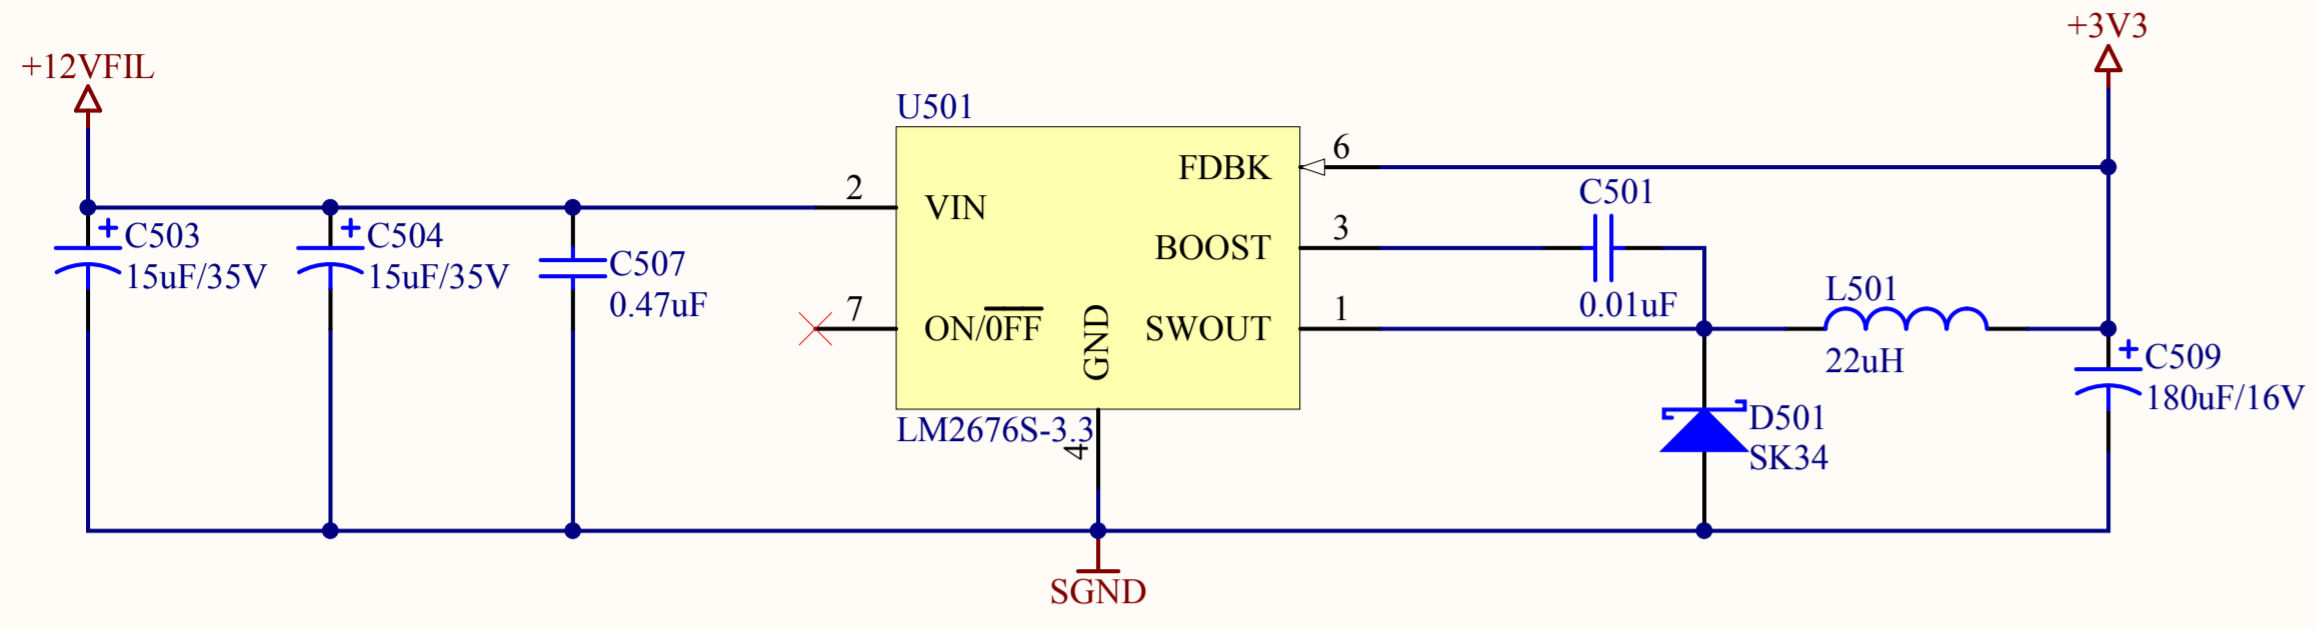 +12VFIL
+3V3
U501
FDBK
6
2
VIN
C501
BOOST
3
+ C503
15uF/35V
+ C504
15uF/35V
C507
0.47uF
7
ON/0FF
GND
SWOUT
1
0.01uF
L501
22uH
+ C509
180uF/16V
LM2676S-3.3
4
D501
SK34
SGND